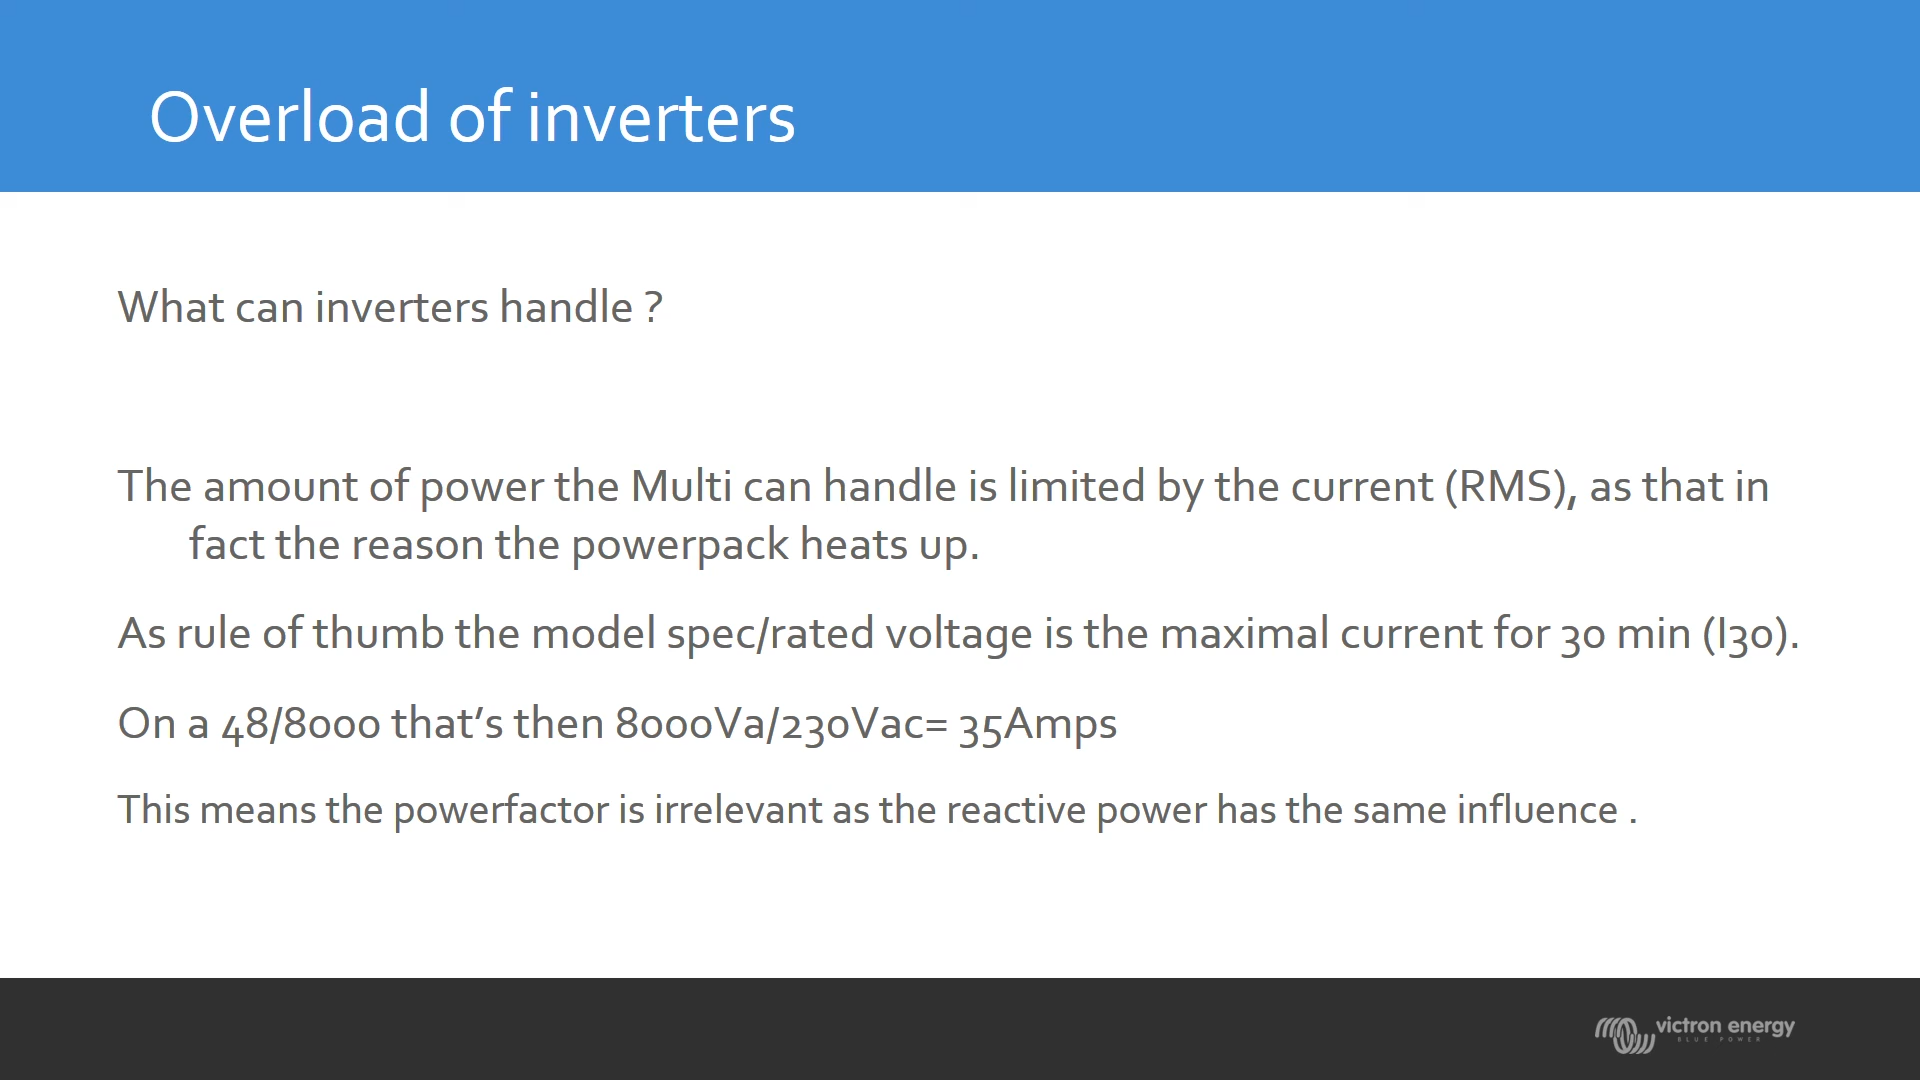 Overload of inverters
What can inverters handle ?
The amount of power the Multi can handle is limited by the current (RMS), as that in
fact the reason the powerpack heats up.
As rule of thumb the model spec/rated voltage is the maximal current for 30 min (I30).
On a 48/8000 that’s then 8000Va/230Vac= 35Amps
This means the powerfactor is irrelevant as the reactive power has the same influence .
victron energy
BLUE POWER